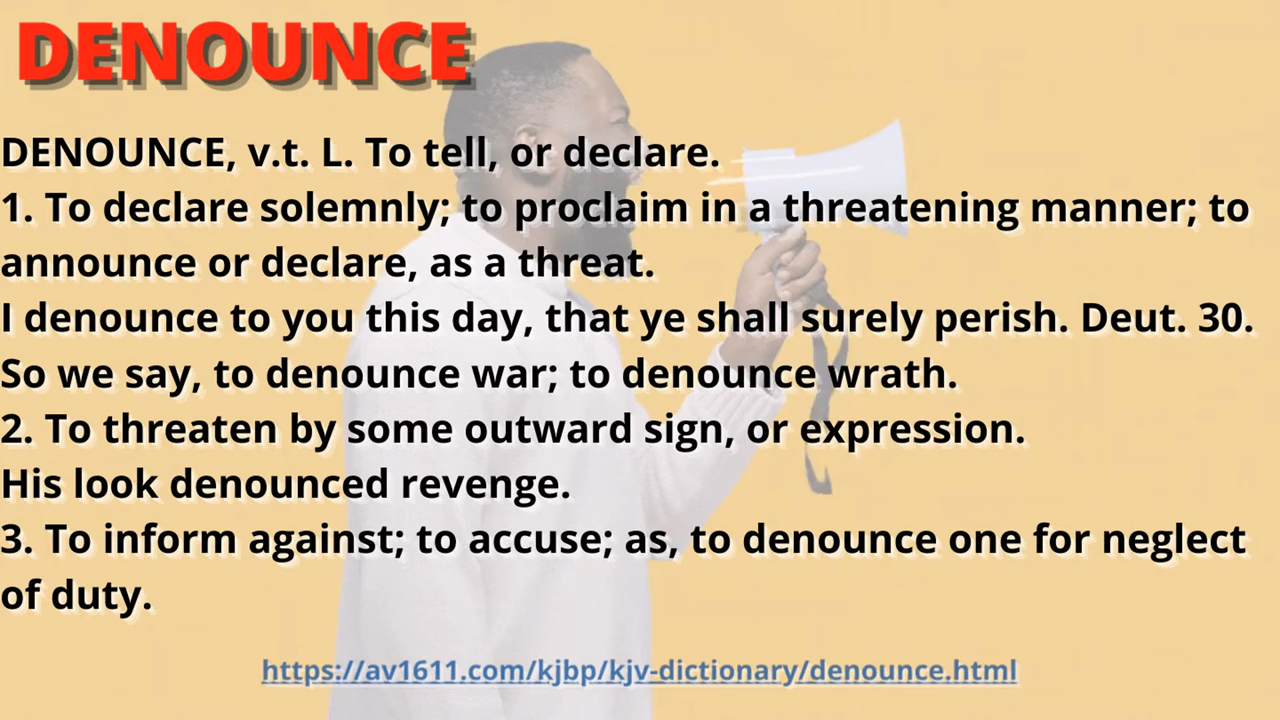 DENOUNCE
DENOUNCE, v.t. L. To tell, or declare.
1. To declare solemnly; to proclaim in a threatening manner; to
announce or declare, as a threat.
I denounce to you this day, that ye shall surely perish. Deut. 30.
So we say, to denounce war; to denounce wrath.
2. To threaten by some outward sign, or expression.
His look denounced revenge.
3. To inform against; to accuse; as, to denounce one for neglect
of duty.
https://av1611.com/kjbp/kjv-dictionary/denounce.html